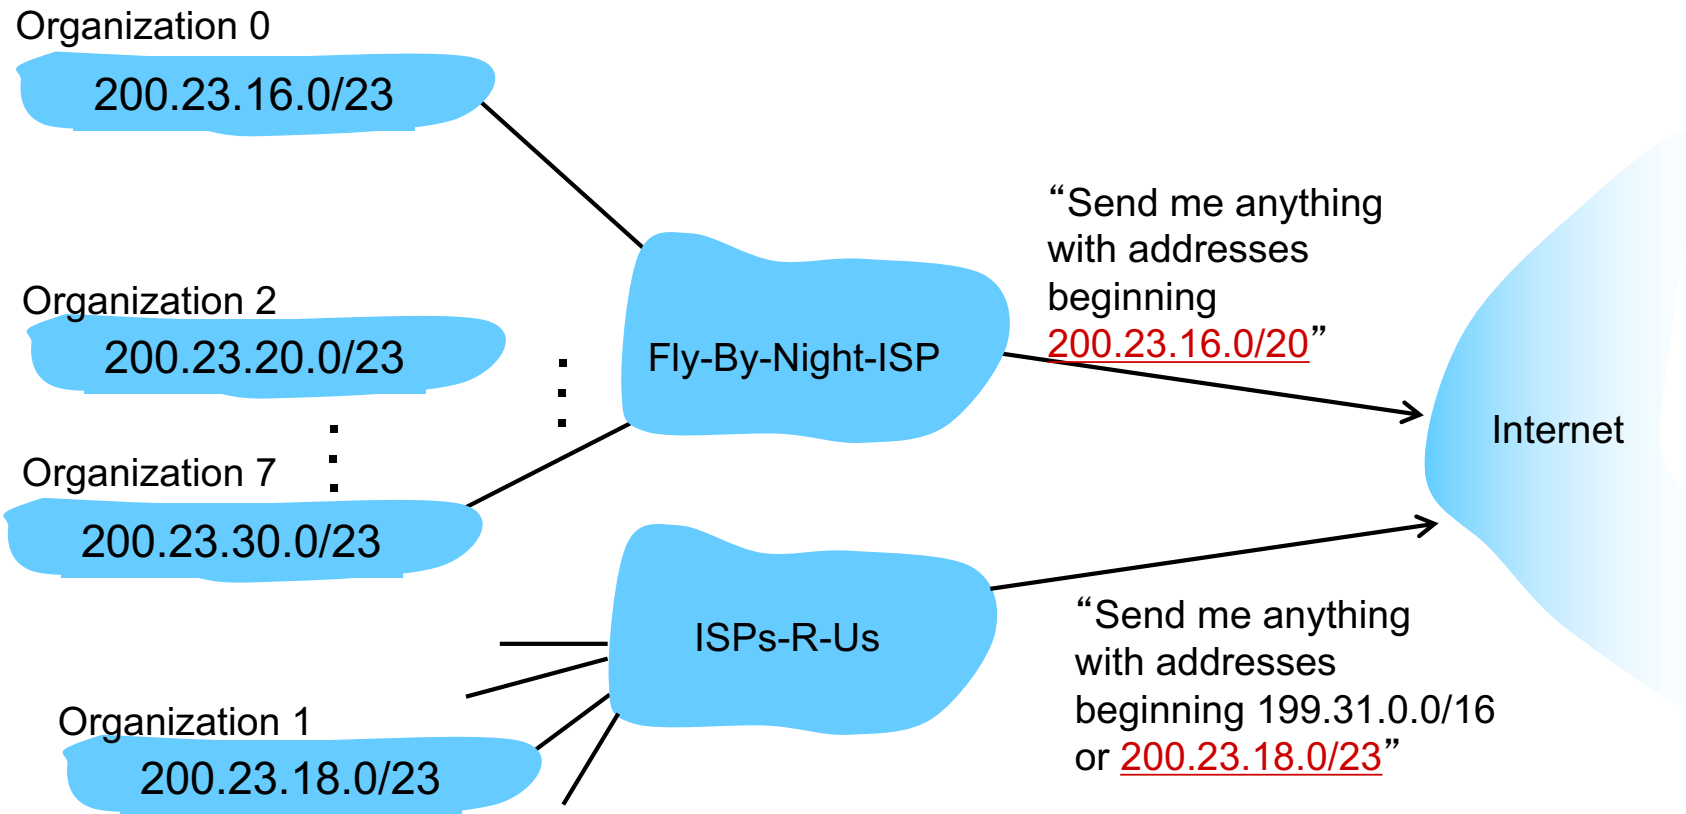 Organization 0
200.23.16.0/23
Organization 2
200.23.20.0/23
Organization 7
200.23.30.0/23
Organization 1
200.23.18.0/23
Fly-By-Night-ISP
ISPs-R-Us
“Send me anything
with addresses
beginning
200.23.16.0/20”
“Send me anything
with addresses
beginning 199.31.0.0/16
or 200.23.18.0/23”
Internet